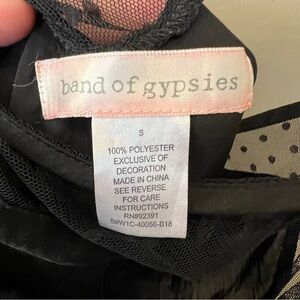 band of gypsies
S
100% POLYESTER
EXCLUSIVE OF
DECORATION
MADE IN CHINA
SEE REVERSE
FOR CARE
INSTRUCTIONS
RN#92391
S#W1C-40056-B18